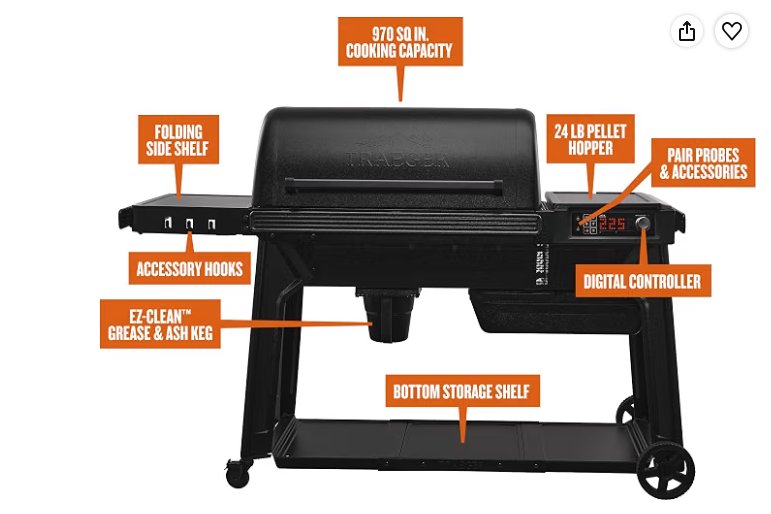 970 SQ IN.
COOKING CAPACITY
FOLDING
SIDE SHELF
24 LB PELLET
HOPPER
PAIR PROBES
& ACCESSORIES
TRAEGER
225
ACCESSORY HOOKS
DIGITAL CONTROLLER
EZ-CLEAN™
GREASE & ASH KEG
BOTTOM STORAGE SHELF